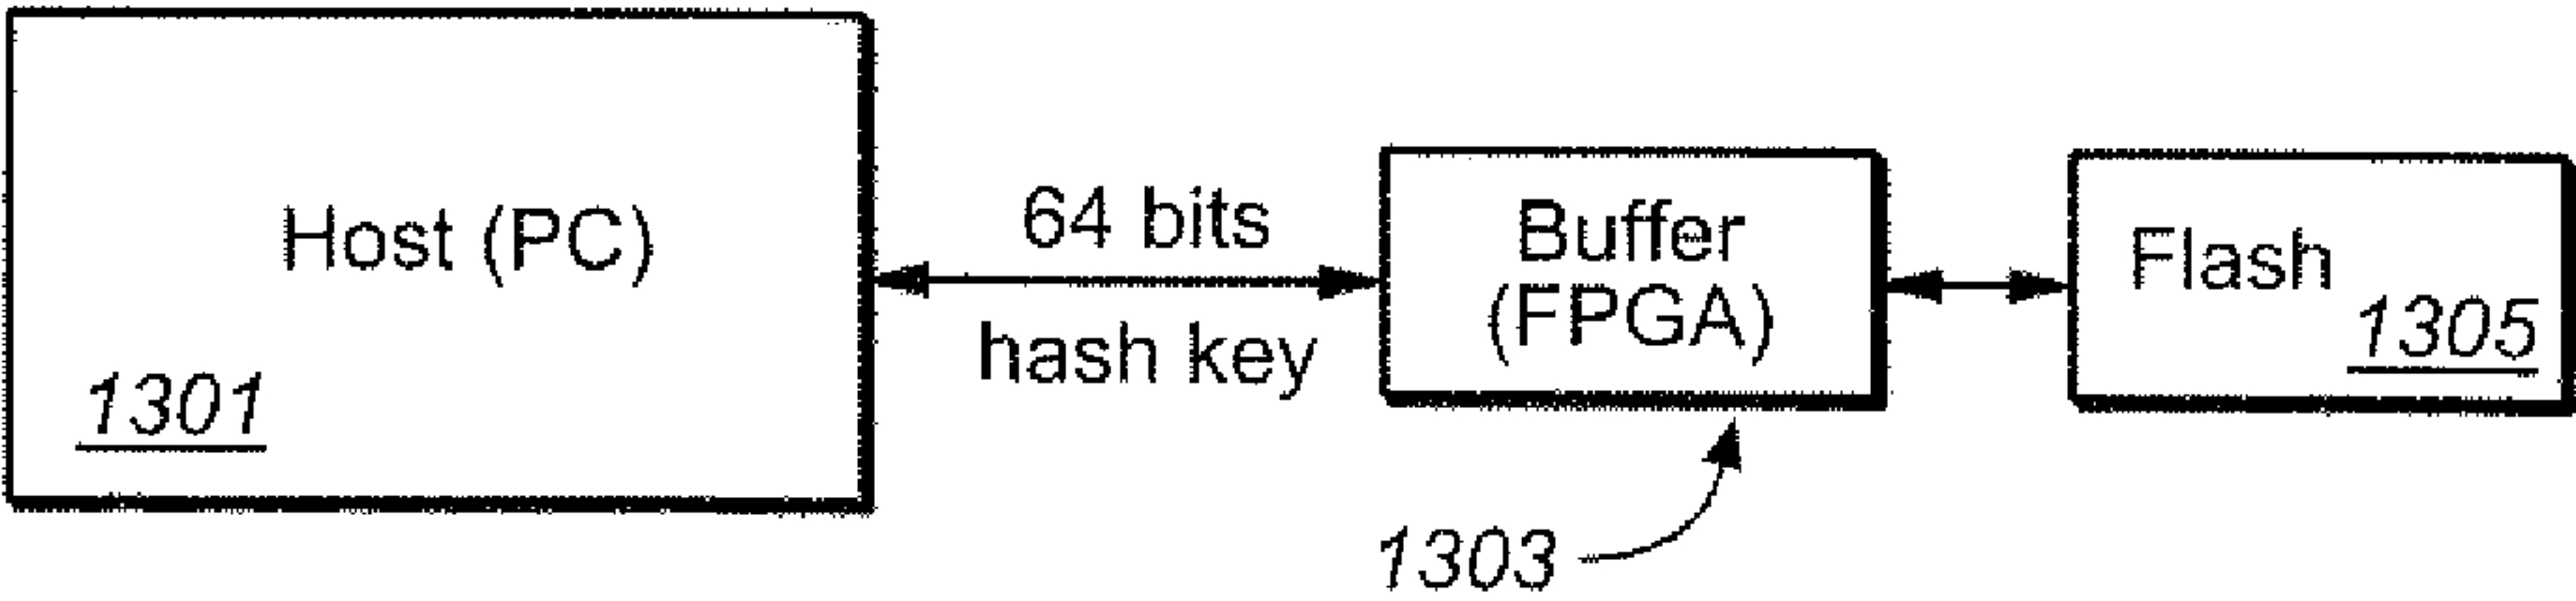 Host (PC)
1301
64 bits
hash key
Buffer
(FPGA)
1303
Flash
1305